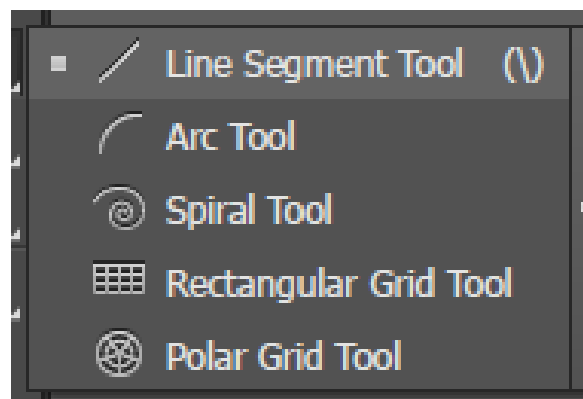 Line Segment Tool (\)
Arc Tool
Spiral Tool
Rectangular Grid Tool
Polar Grid Tool